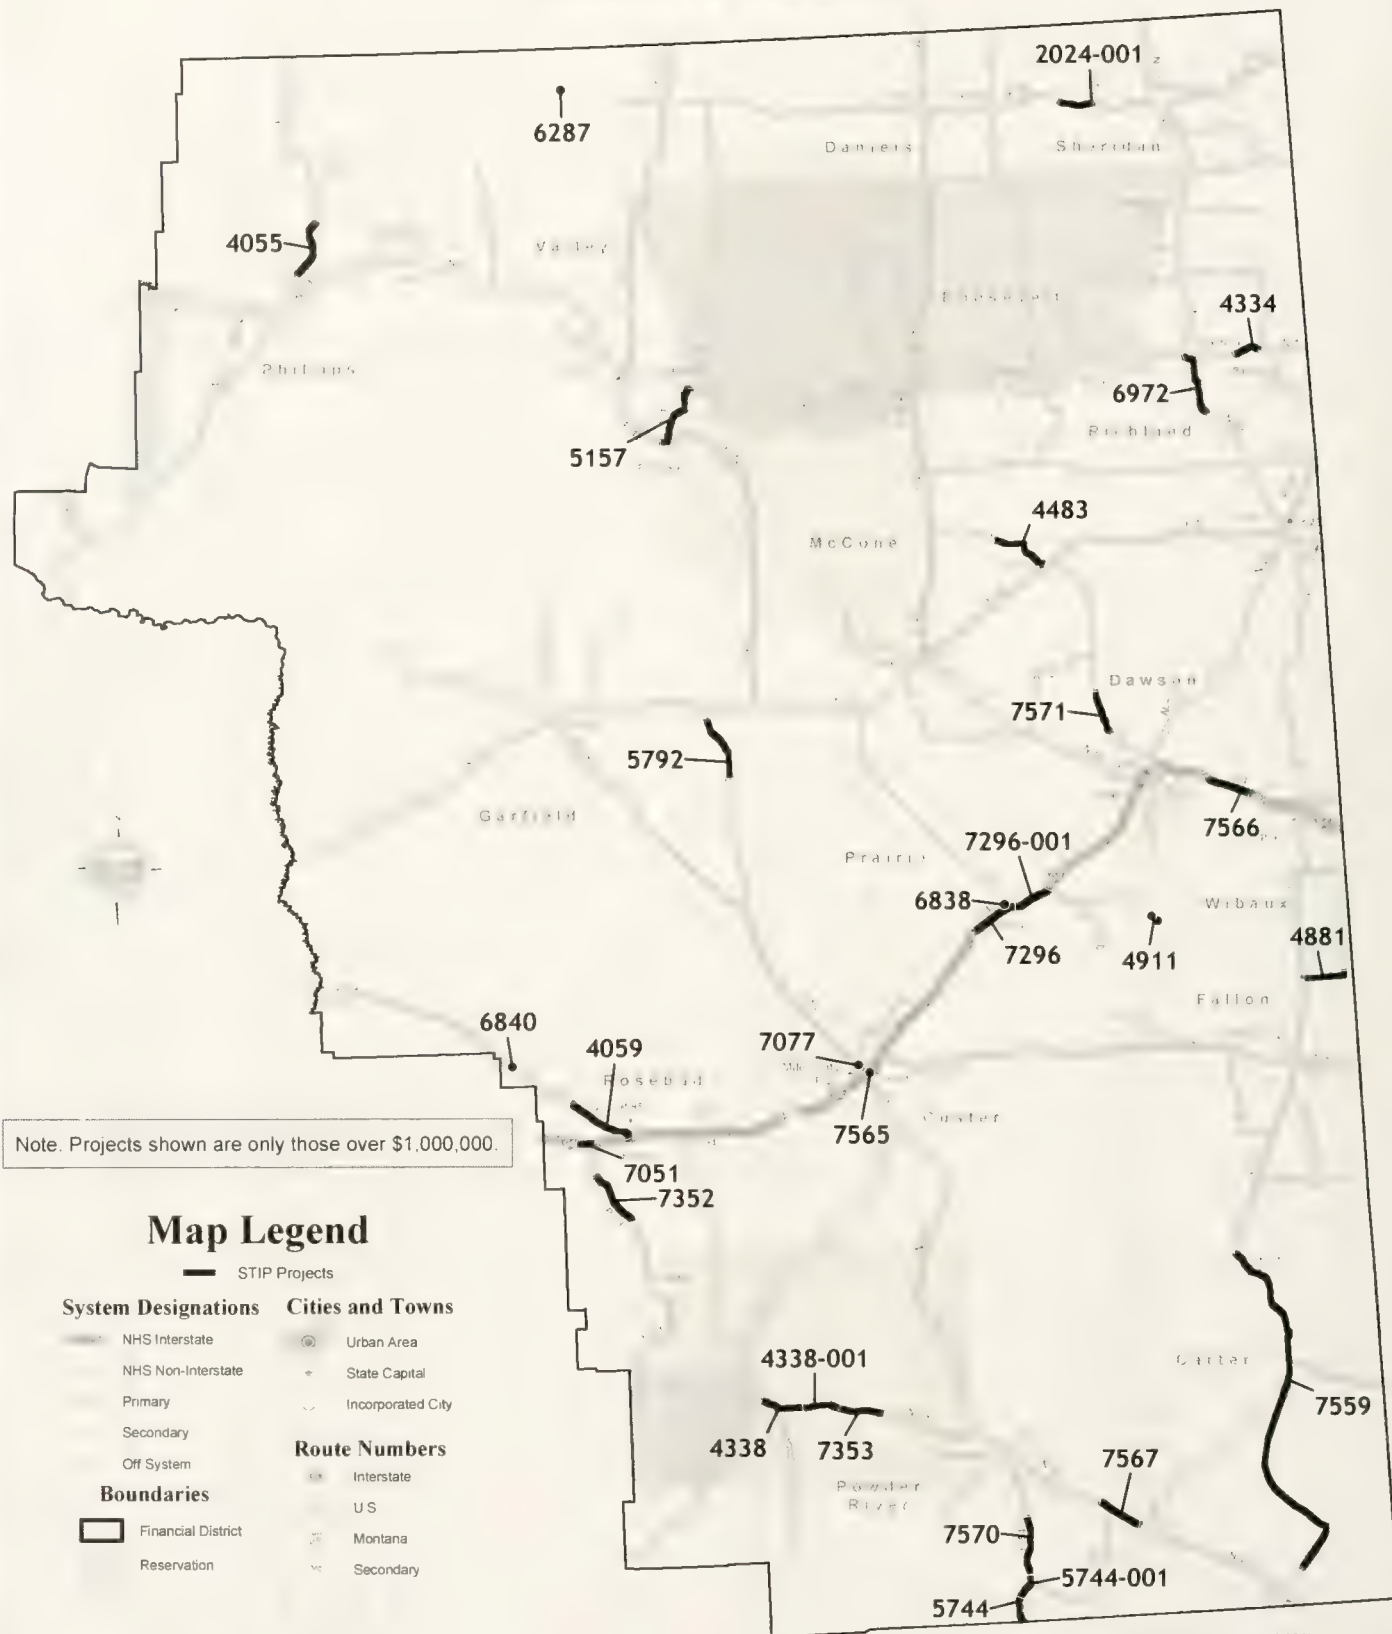 2024-001
6287
Daniels
Sheridan
4055
Valley
Roosevelt
4334
Phillips
6972
Richland
5157
4483
McCone
Dawson
7571
5792
Garfield
7566
7296-001
Prairie
6838
Wibaux
7296
4911
4881
Fallon
6840
4059
7077
Rosebud
Custer
7565
Note. Projects shown are only those over $1,000,000.
7051
7352
Map Legend
STIP Projects
System Designations
NHS Interstate
NHS Non-Interstate
Primary
Secondary
Off System
Boundaries
Financial District
Reservation
Cities and Towns
Urban Area
State Capital
Incorporated City
Route Numbers
Interstate
U S
Montana
Secondary
4338-001
Carter
7559
4338
7353
7567
Powder
River
7570
5744-001
5744